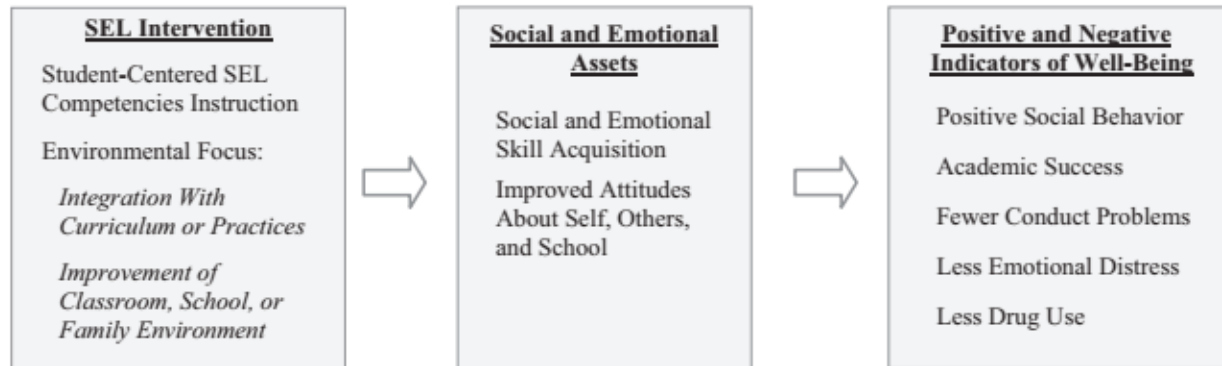 SEL Intervention
Student-Centered SEL
Competencies Instruction
Environmental Focus:
Integration With
Curriculum or Practices
Improvement of
Classroom, School, or
Family Environment
Social and Emotional
Assets
Social and Emotional
Skill Acquisition
Improved Attitudes
About Self, Others,
and School
Positive and Negative
Indicators of Well-Being
Positive Social Behavior
Academic Success
Fewer Conduct Problems
Less Emotional Distress
Less Drug Use